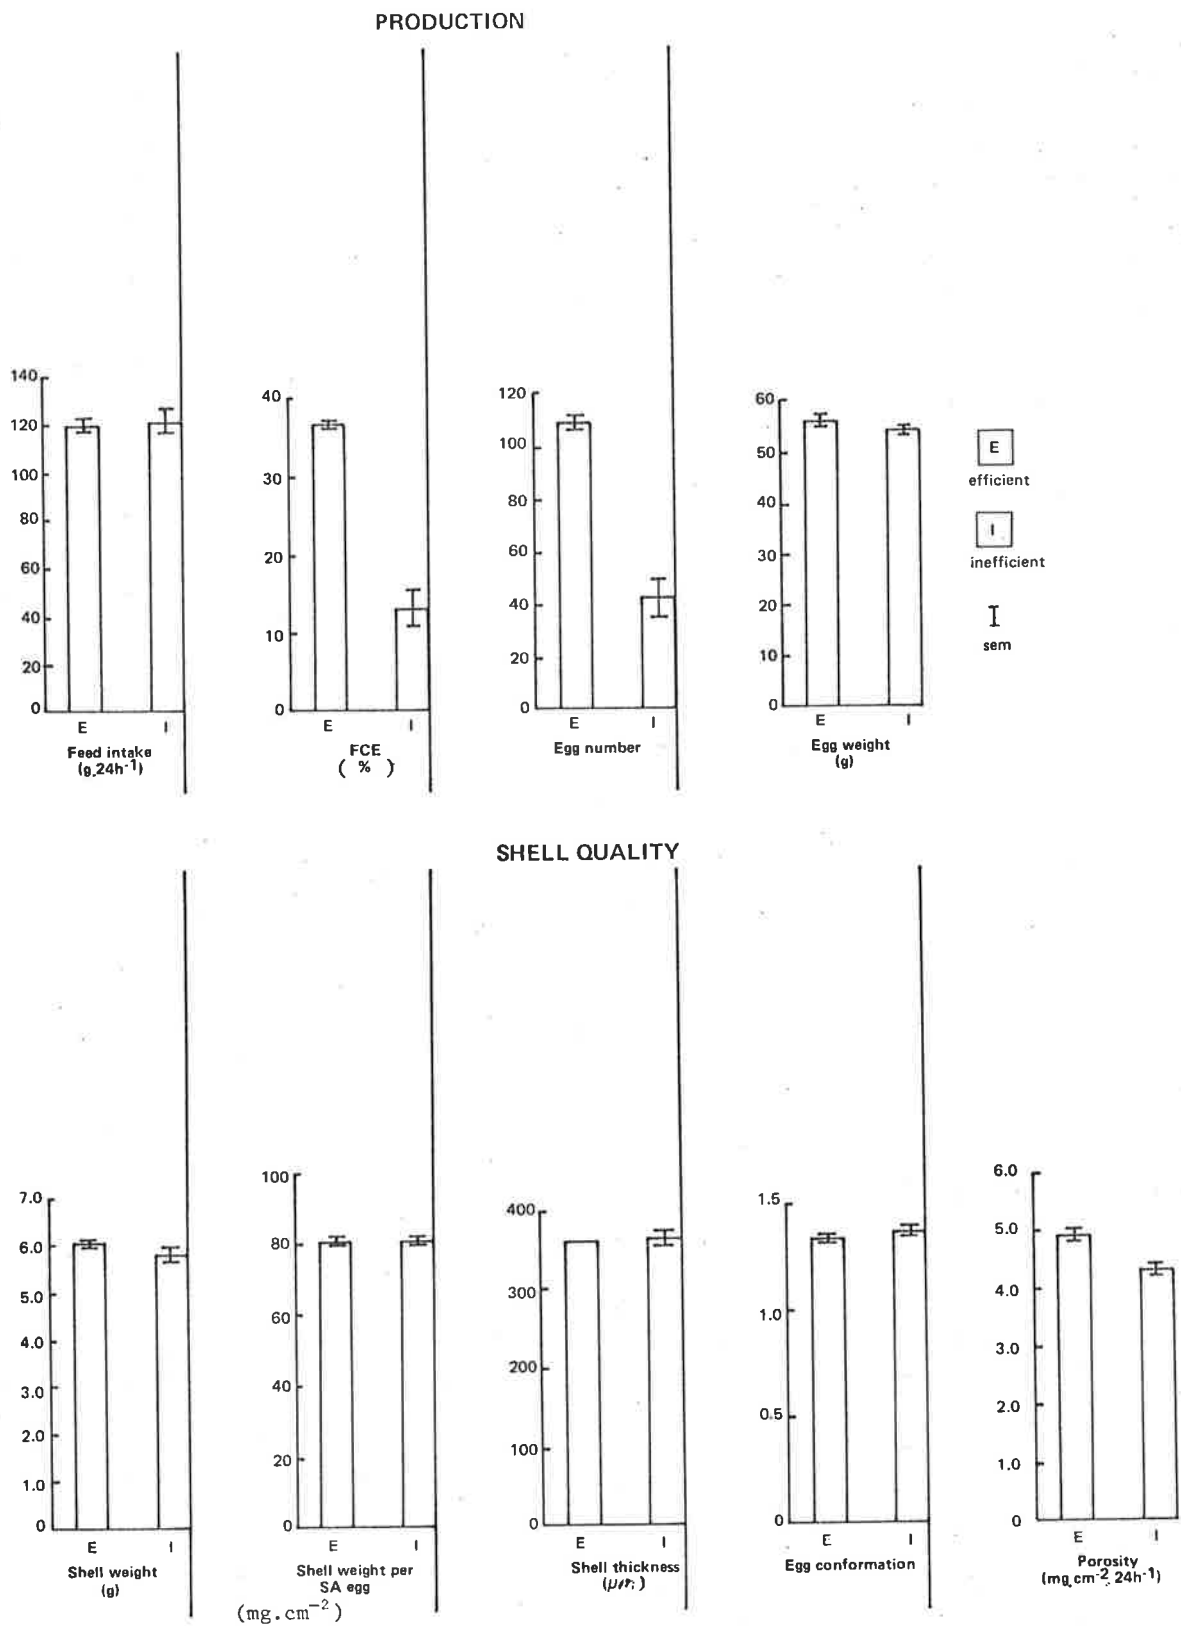 PRODUCTION
140
120
100
80
60
40
20
0
E I
Feed intake
(g.24h-1)
40
30
20
10
0
E I
FCE
( % )
120
100
80
60
40
20
0
E I
Egg number
60
50
40
30
20
10
0
E I
Egg weight
(g)
E
efficient
I
inefficient
sem
SHELL QUALITY
7.0
6.0
5.0
4.0
3.0
2.0
1.0
0
E I
Shell weight
(g)
100
80
60
40
20
0
E I
Shell weight per
SA egg
(mg.cm−2)
400
300
200
100
0
E I
Shell thickness
1.5
1.0
0.5
0
E I
Egg conformation
6.0
5.0
4.0
3.0
2.0
1.0
0
E I
Porosity
(mg.cm-2.24h-1)